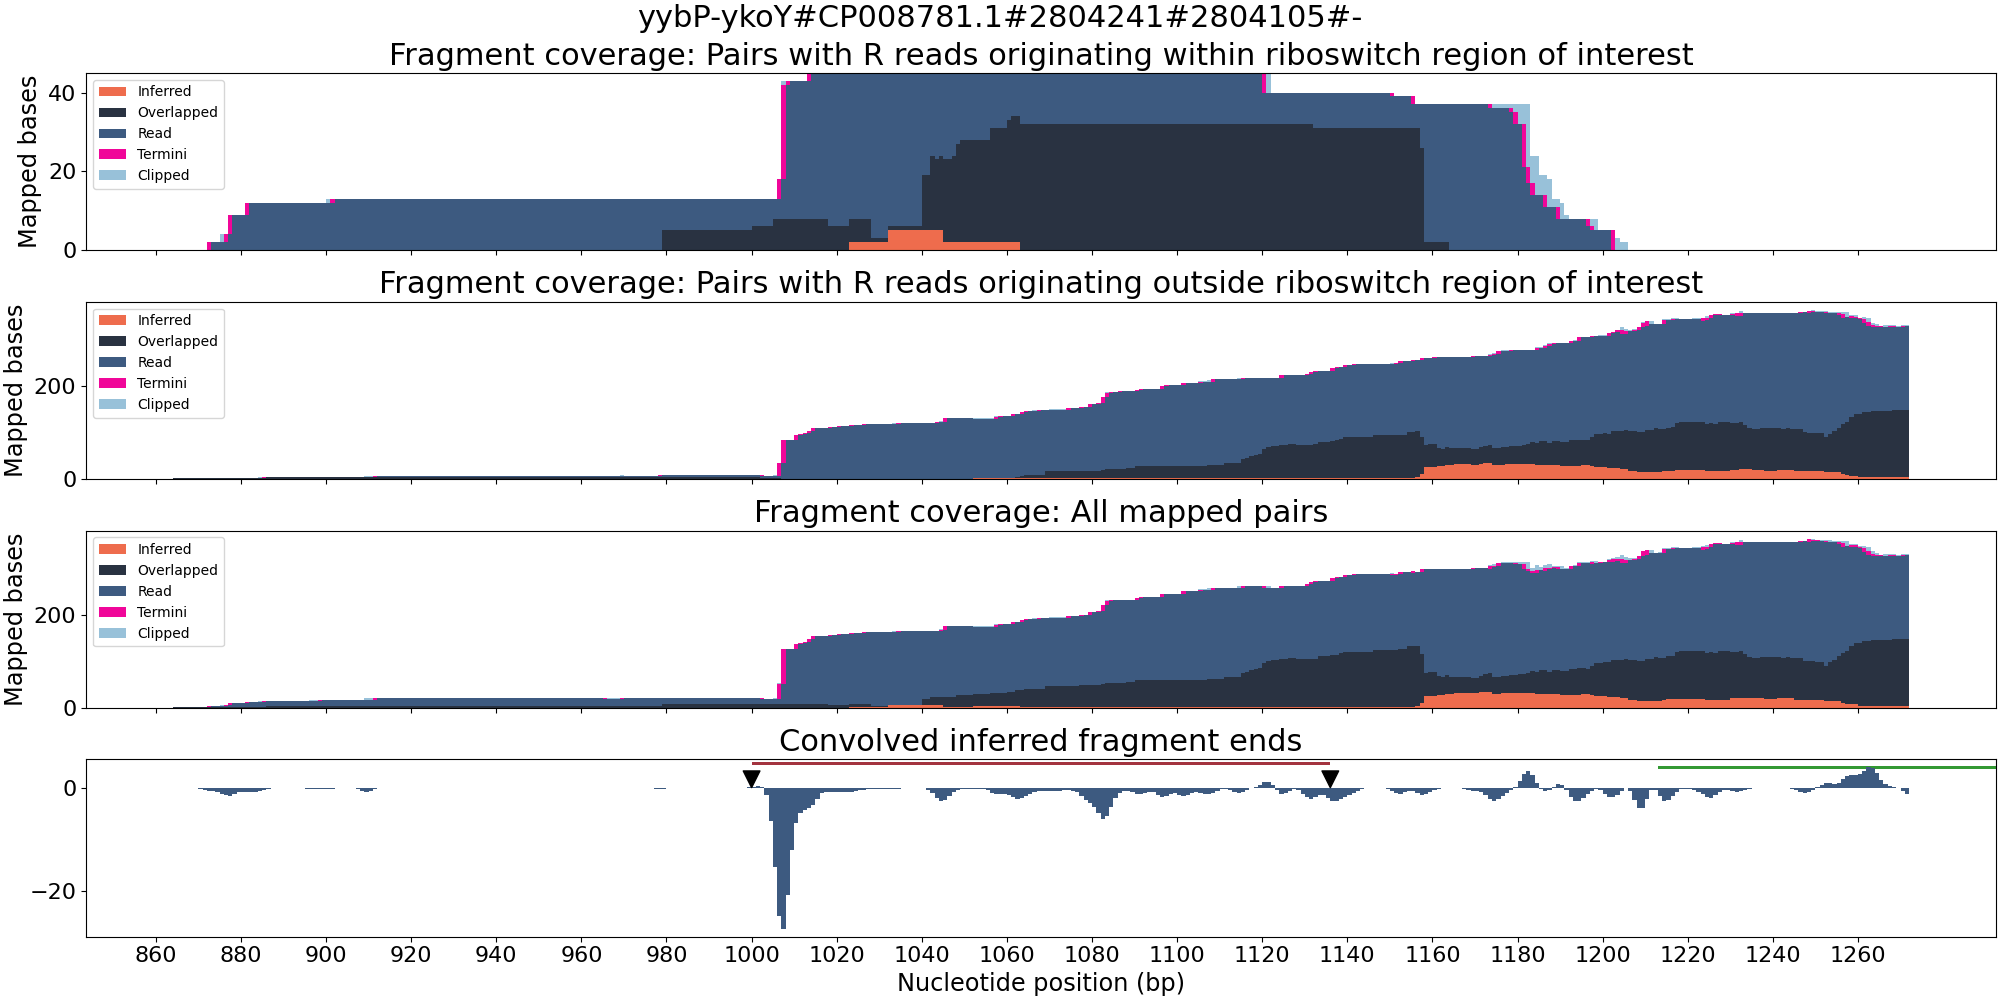 yybP-ykoY#CP008781.1#2804241#2804105#-
Fragment coverage: Pairs with R reads originating within riboswitch region of interest
Mapped bases
40
20
0
Inferred
Overlapped
Read
Termini
Clipped
Fragment coverage: Pairs with R reads originating outside riboswitch region of interest
Mapped bases
200
0
Inferred
Overlapped
Read
Termini
Clipped
Fragment coverage: All mapped pairs
Mapped bases
200
0
Inferred
Overlapped
Read
Termini
Clipped
Convolved inferred fragment ends
0
−20
860 880 900 920 940 960 980 1000 1020 1040 1060 1080 1100 1120 1140 1160 1180 1200 1220 1240 1260
Nucleotide position (bp)